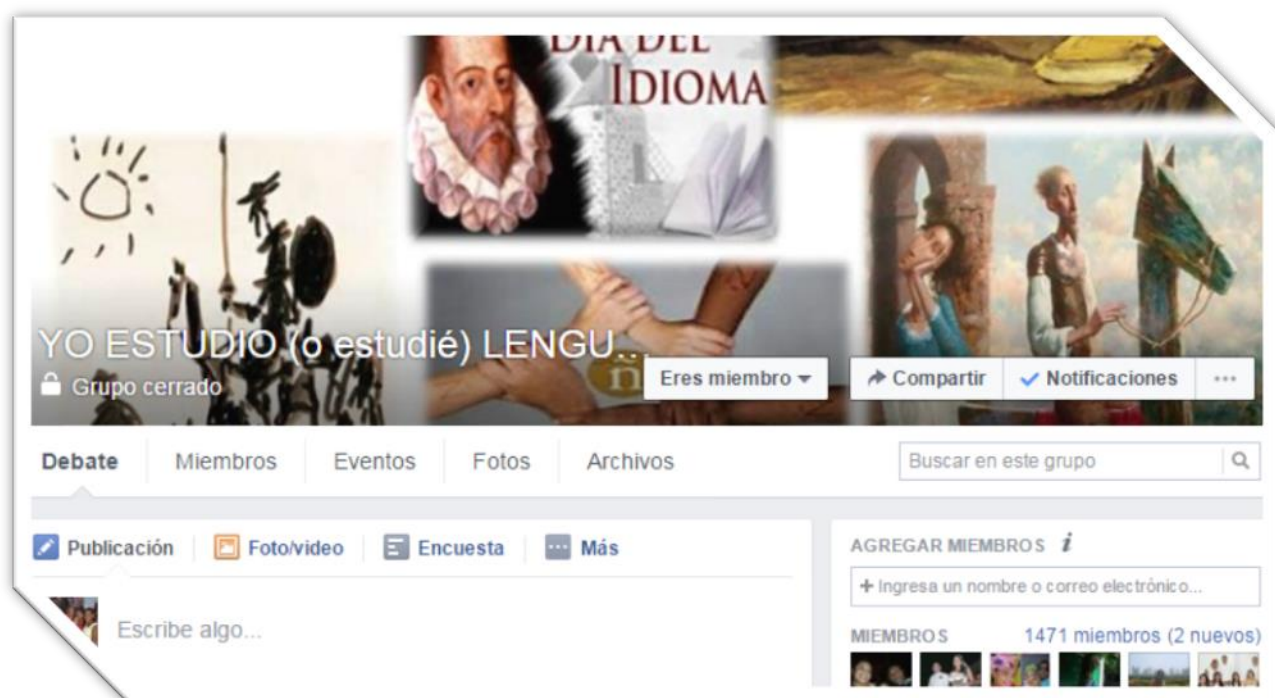 DIA DEL
IDIOMA
YO ESTUDIO (o estudié) LENGU...
Grupo cerrado
ñ
Eres miembro
Compartir
Notificaciones
Debate
Miembros
Eventos
Fotos
Archivos
Buscar en este grupo
Publicación
Foto/video
Encuesta
Más
AGREGAR MIEMBROS i
+ Ingresa un nombre o correo electrónico...
Escribe algo...
MIEMBROS
1471 miembros (2 nuevos)